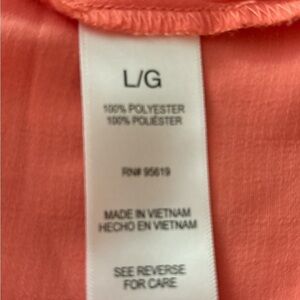 L/G
100% POLYESTER
100% POLIÉSTER
RN# 95619
MADE IN VIETNAM
HECHO EN VIETNAM
SEE REVERSE
FOR CARE